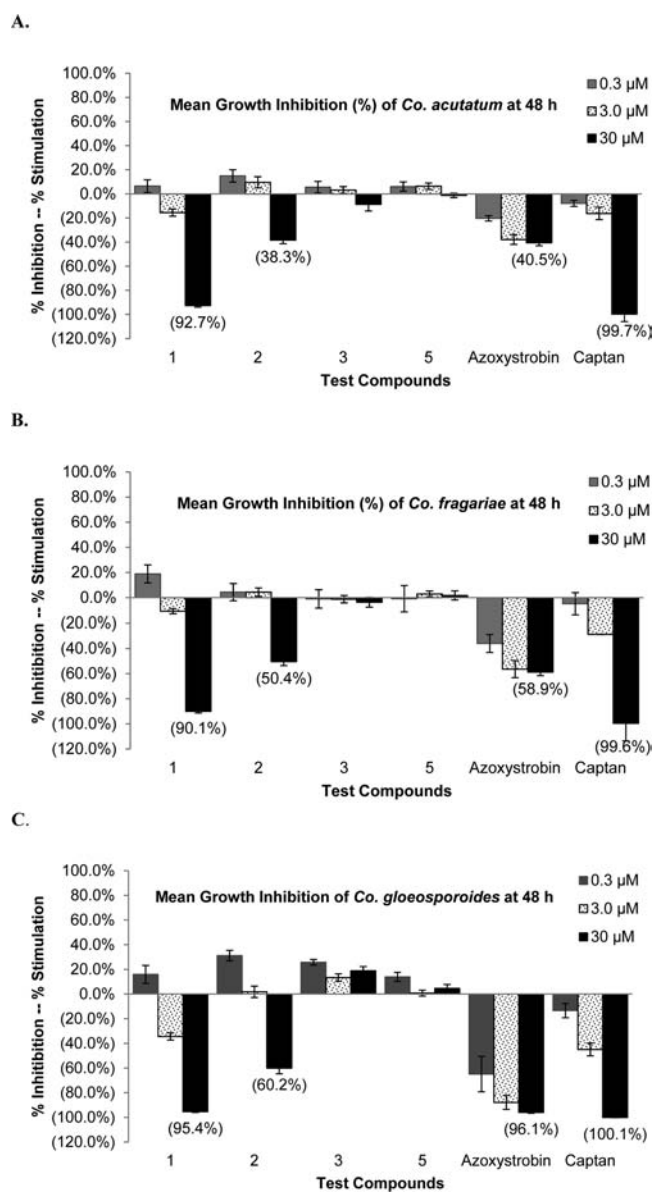 A.
% Inhibition -- % Stimulation
100.0%
80.0%
60.0%
40.0%
20.0%
0.0%
(20.0%)
(40.0%)
(60.0%)
(80.0%)
(100.0%)
(120.0%)
Mean Growth Inhibition (%) of Co. acutatum at 48 h
0.3 µM
3.0 µM
30 µM
(92.7%)
(38.3%)
(40.5%)
(99.7%)
1 2 3 5 Azoxystrobin Captan
Test Compounds
B.
% Inhitibition -- % Stimulation
100.0%
80.0%
60.0%
40.0%
20.0%
0.0%
(20.0%)
(40.0%)
(60.0%)
(80.0%)
(100.0%)
(120.0%)
Mean Growth Inhibition (%) of Co. fragariae at 48 h
0.3 µM
3.0 µM
30 µM
(90.1%)
(50.4%)
(58.9%)
(99.6%)
1 2 3 5 Azoxystrobin Captan
Test Compounds
C.
% Inhitibition -- % Stimulation
100.0%
80.0%
60.0%
40.0%
20.0%
0.0%
(20.0%)
(40.0%)
(60.0%)
(80.0%)
(100.0%)
(120.0%)
Mean Growth Inhibition of Co. gloeosporoides at 48 h
0.3 µM
3.0 µM
30 µM
(95.4%)
(60.2%)
(96.1%)
(100.1%)
1 2 3 5 Azoxystrobin Captan
Test Compounds